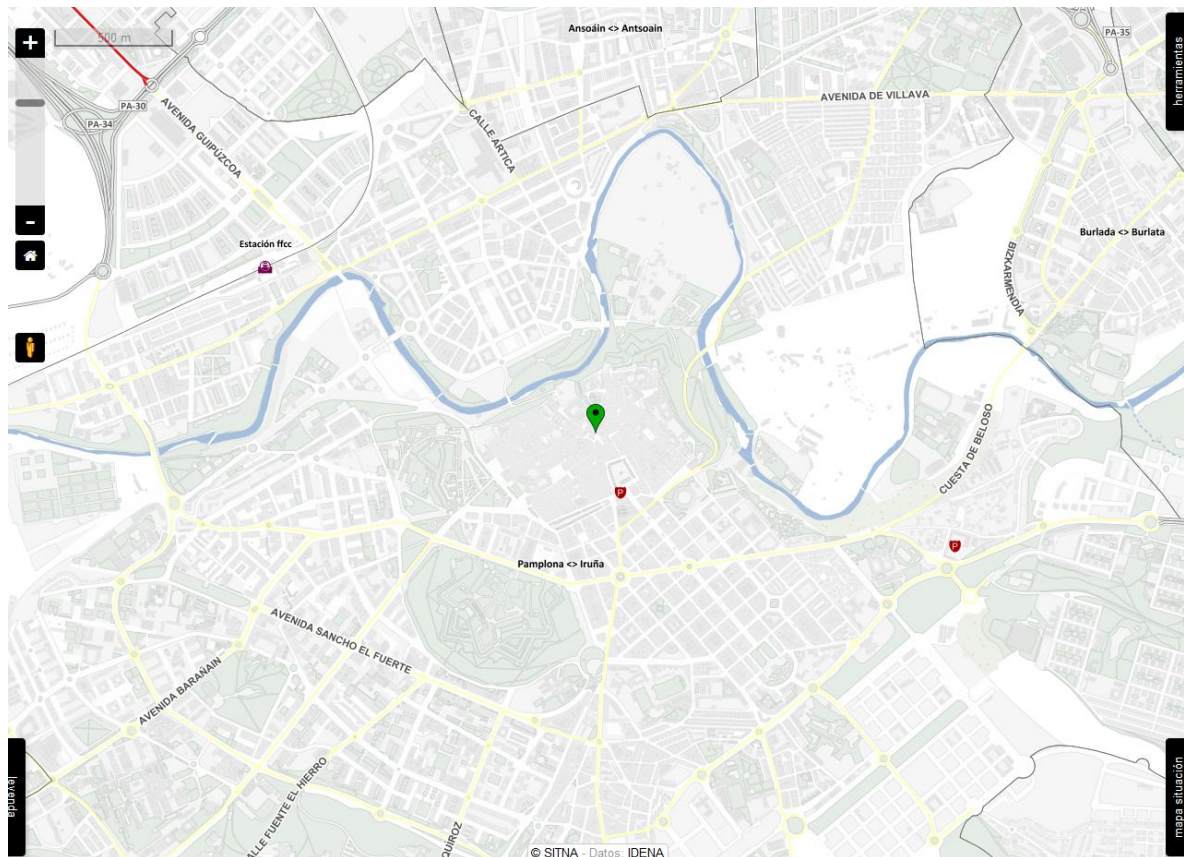 Ansoáin <> Antsoain
500 m
PA-35
herramientas
PA-30
PA-34
AVENIDA GUIPÚZCOA
CALLE ARTICA
AVENIDA DE VILLAVA
Estación ffcc
Burlada <> Burlata
BIZKARMENDÍA
CUESTA DE BELOSO
P
P
Pamplona <> Iruña
AVENIDA SANCHO EL FUERTE
AVENIDA BARAÑAIN
ALLE FUENTE EL HIERRO
QUIROZ
leyenda
mapa situación
© SITNA - Datos: IDENA